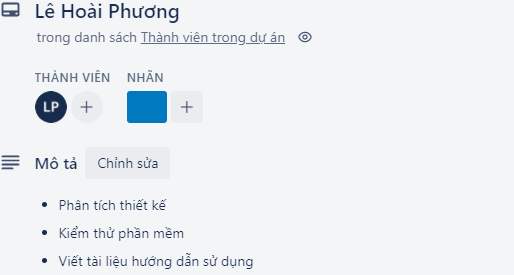 Lê Hoài Phương
trong danh sách Thành viên trong dự án
THÀNH VIÊN NHÃN
LP + +
Mô tả Chỉnh sửa
• Phân tích thiết kế
• Kiểm thử phần mềm
• Viết tài liệu hướng dẫn sử dụng